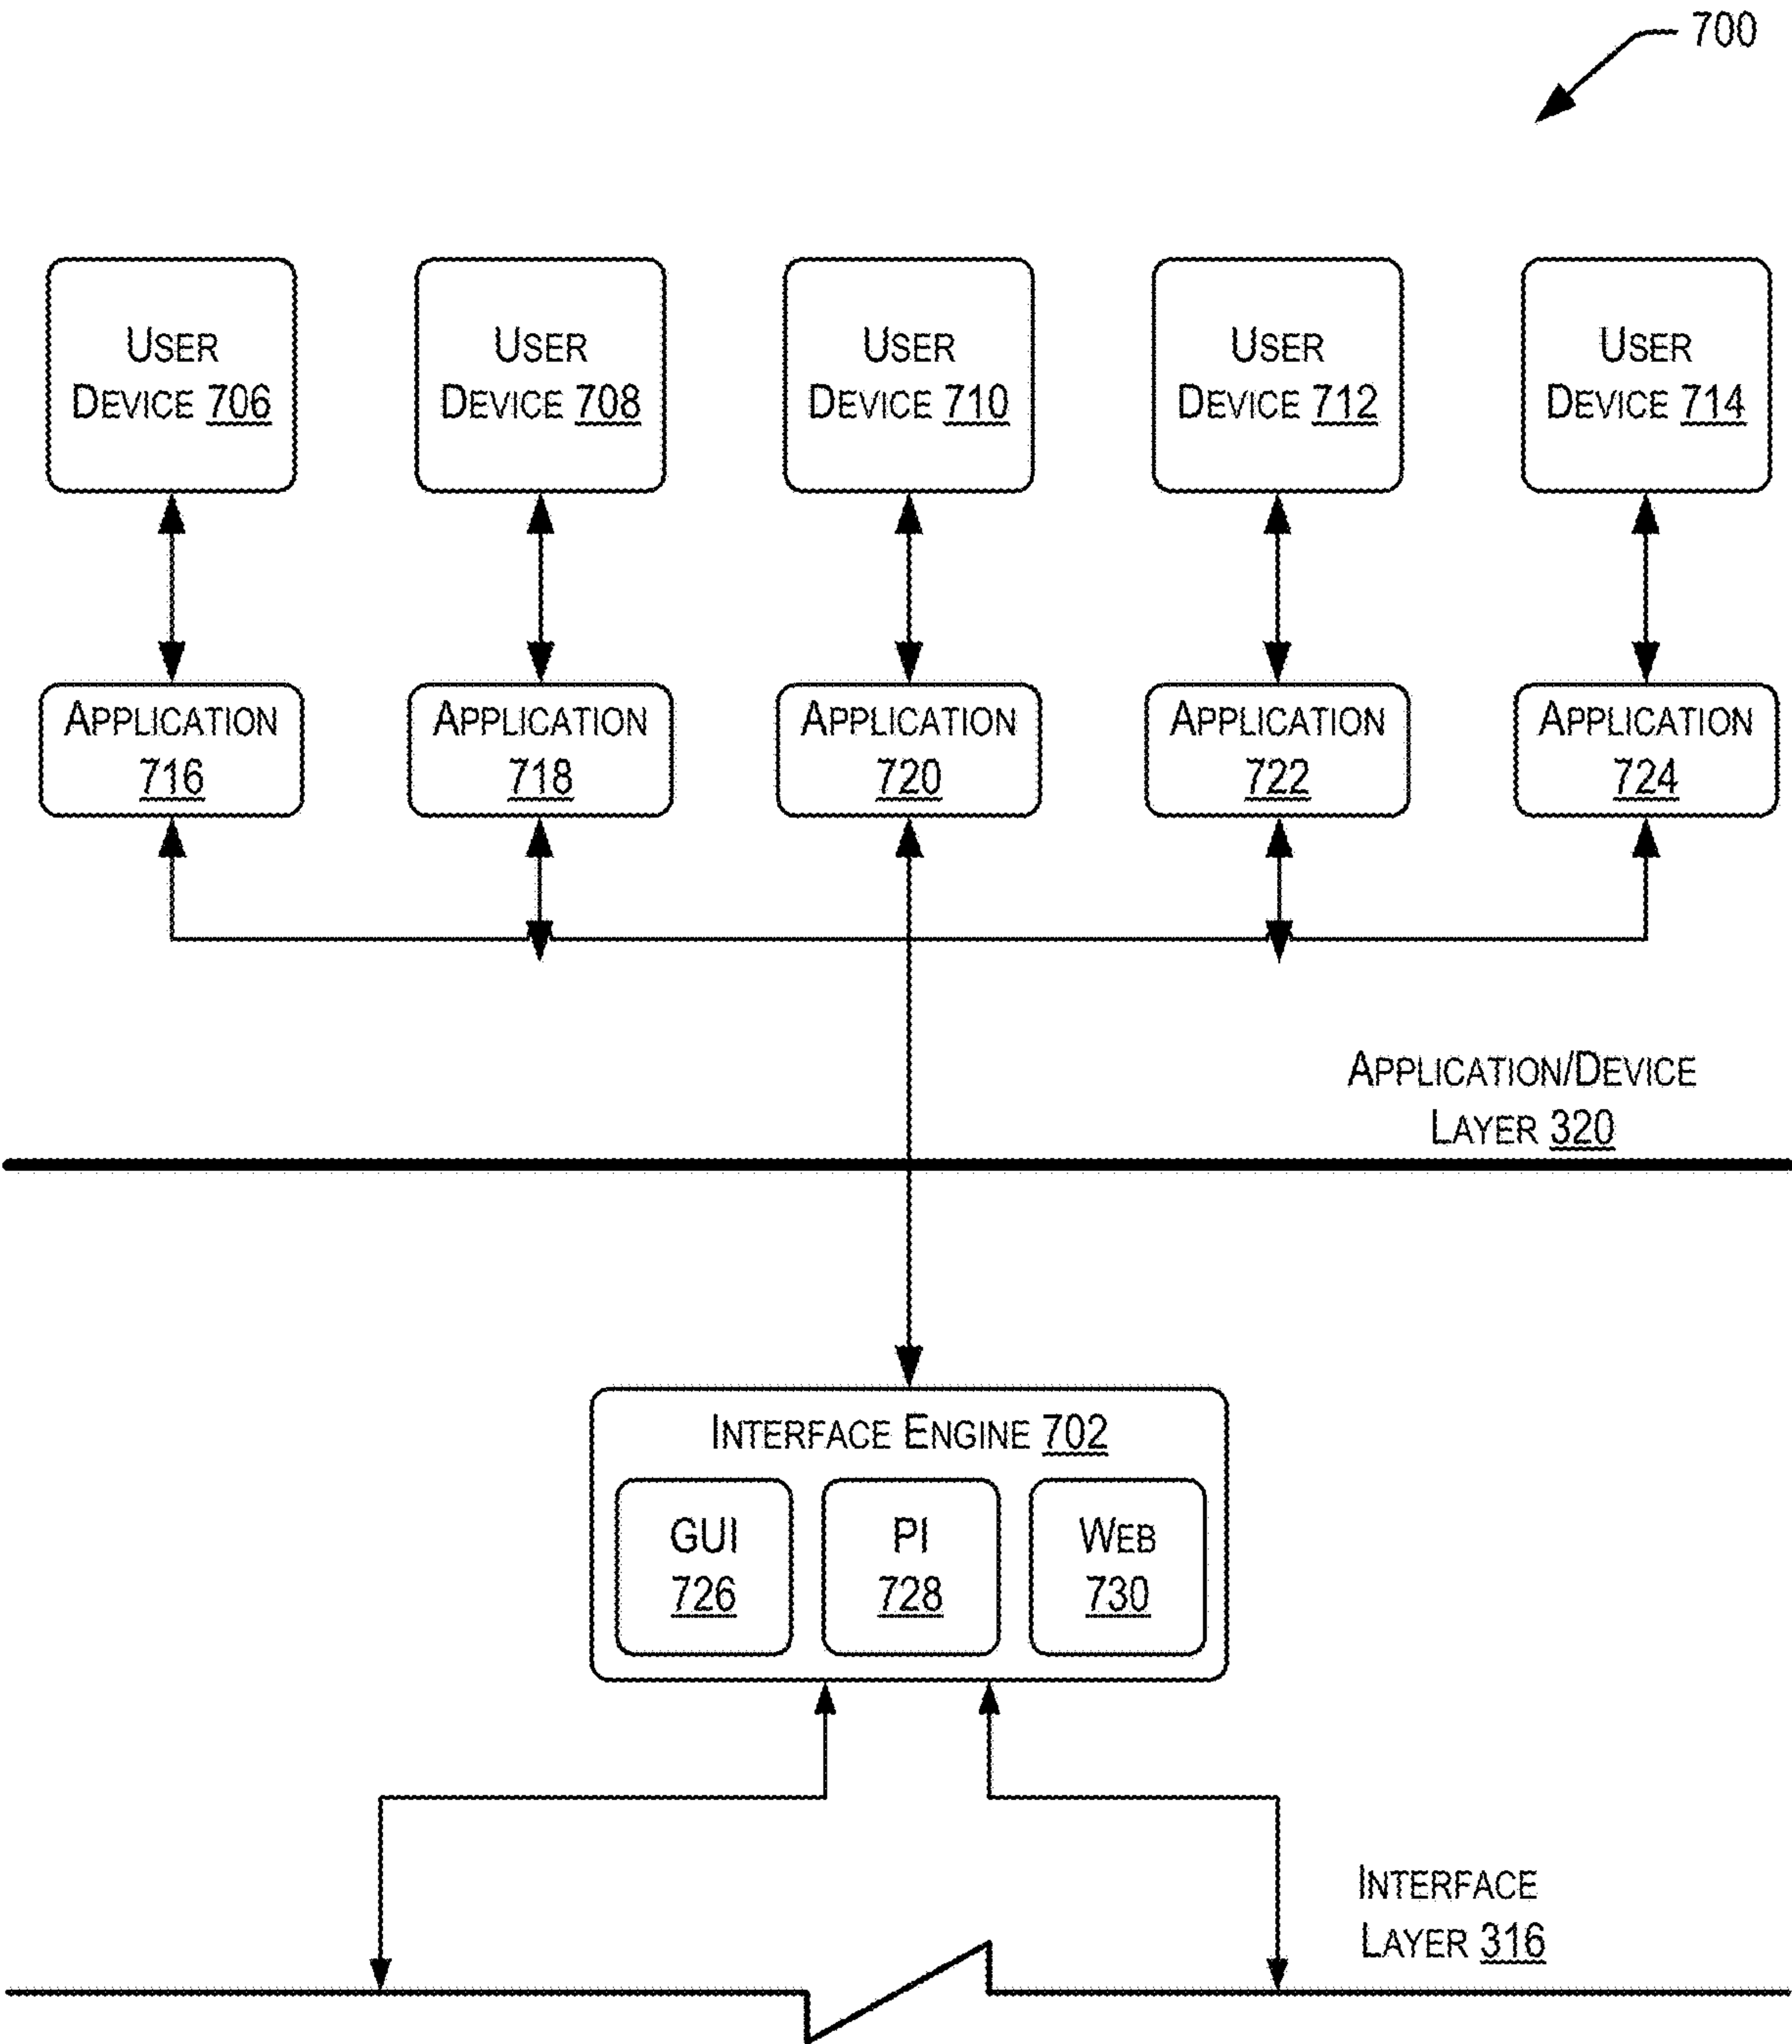 700
USER
DEVICE 706
USER
DEVICE 708
USER
DEVICE 710
USER
DEVICE 712
USER
DEVICE 714
APPLICATION
716
APPLICATION
718
APPLICATION
720
APPLICATION
722
APPLICATION
724
APPLICATION/DEVICE
LAYER 320
INTERFACE ENGINE 702
GUI
726
PI
728
WEB
730
INTERFACE
LAYER 316